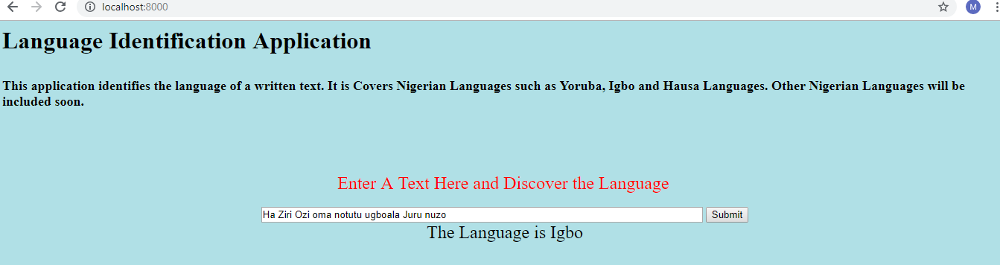 localhost:8000
M
Language Identification Application
This application identifies the language of a written text. It is Covers Nigerian Languages such as Yoruba, Igbo and Hausa Languages. Other Nigerian Languages will be
included soon.
Enter A Text Here and Discover the Language
Ha Ziri Ozi oma notutu ugboala Juru nuzo Submit
The Language is Igbo